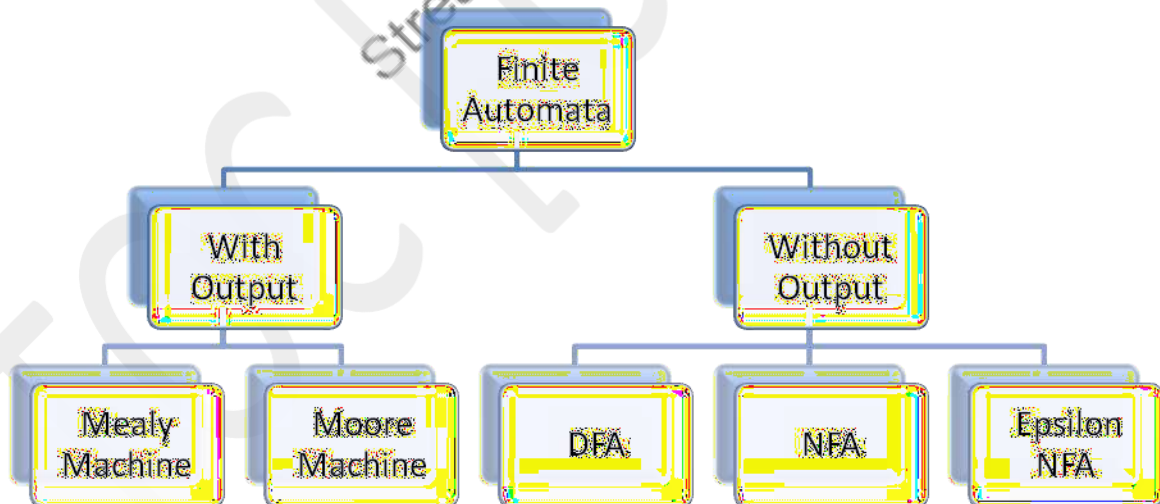 Finite
Automata
With
Output
Without
Output
Mealy
Machine
Moore
Machine
DFA
NFA
Epsilon
NFA